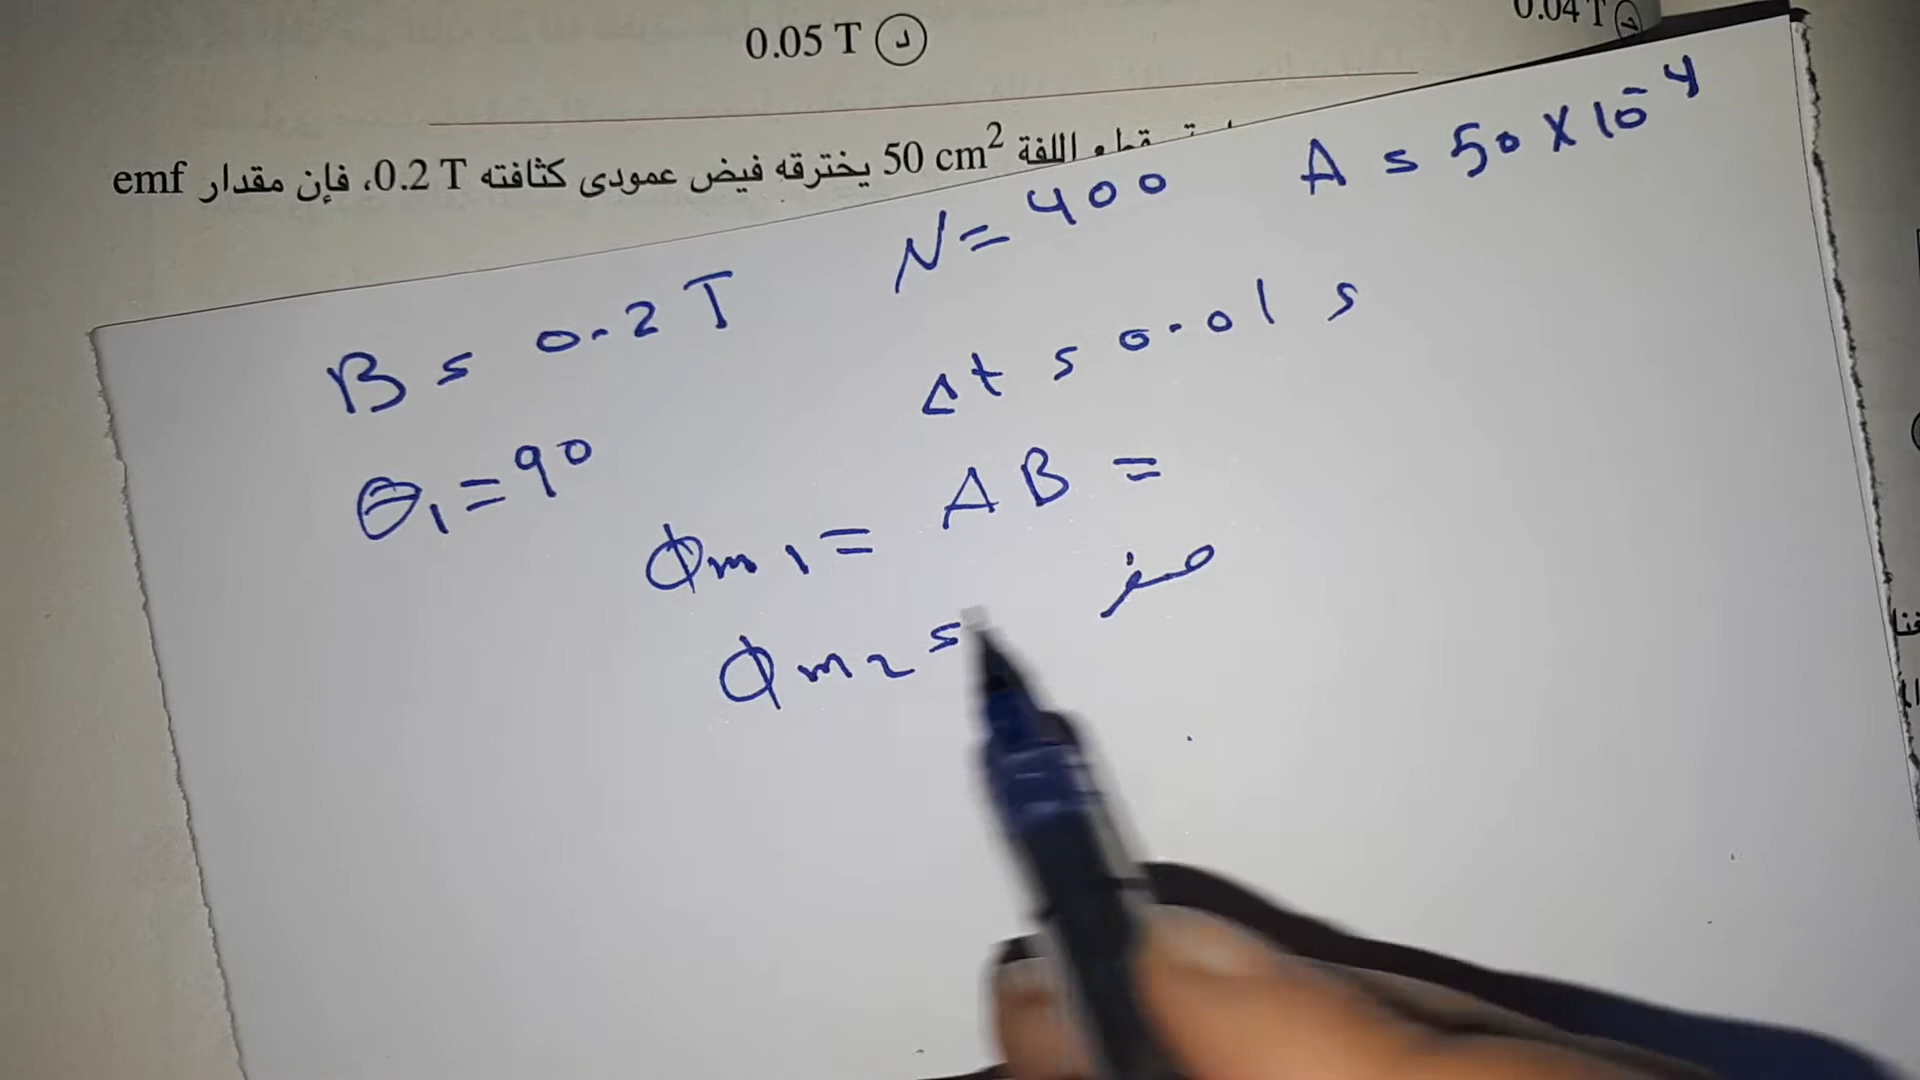 0.05 T د
0.04 T د
اللفة 50 cm² يخترقه فيض عمودى كثافته 0.2 T، فإن مقدار emf
B = 0.2 T N = 400 A = 50 × 10⁻⁴
θ₁ = 90 Δt = 0.01 s
ϕm₁ = AB =
ϕm₂ = صفر